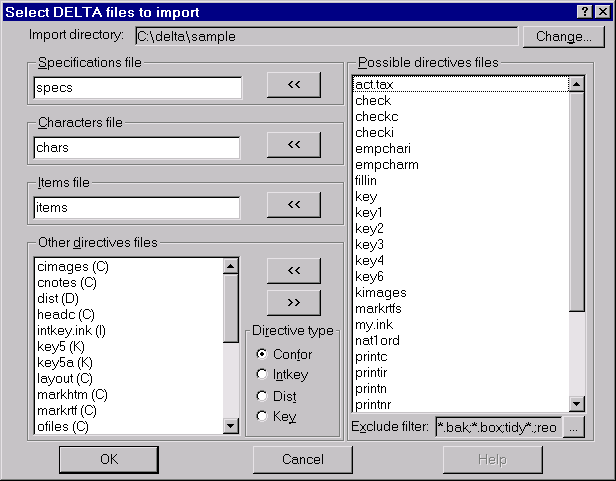 Select DELTA files to import
Import directory: C:\delta\sample Change...
Specifications file
specs
<<
Characters file
chars
<<
Items file
items
<<
Other directives files
cimages (C)
cnotes (C)
dist (D)
headc (C)
intkey.ink (I)
key5 (K)
key5a (K)
layout (C)
markhtm (C)
markrtf (C)
ofiles (C)
<<
>>
Directive type
Confor
Intkey
Dist
Key
Possible directives files
act.tax
check
checkc
checki
empchari
empcharm
fillin
key
key1
key2
key3
key4
key6
kimages
markrtfs
my.ink
nat1ord
printc
printir
printn
printnr
Exclude filter: *.bak;*.box;tidy*.;reo ...
OK Cancel Help